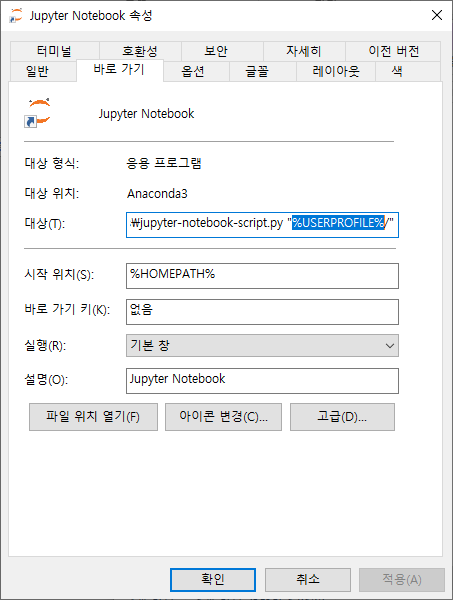 Jupyter Notebook 속성
터미널 호환성 보안 자세히 이전 버전
일반 바로 가기 옵션 글꼴 레이아웃 색
Jupyter Notebook
대상 형식: 응용 프로그램
대상 위치: Anaconda3
대상(T): ₩jupyter-notebook-script.py "%USERPROFILE%/"
시작 위치(S): %HOMEPATH%
바로 가기 키(K): 없음
실행(R): 기본 창
설명(O): Jupyter Notebook
파일 위치 열기(F) 아이콘 변경(C)... 고급(D)...
확인 취소 적용(A)